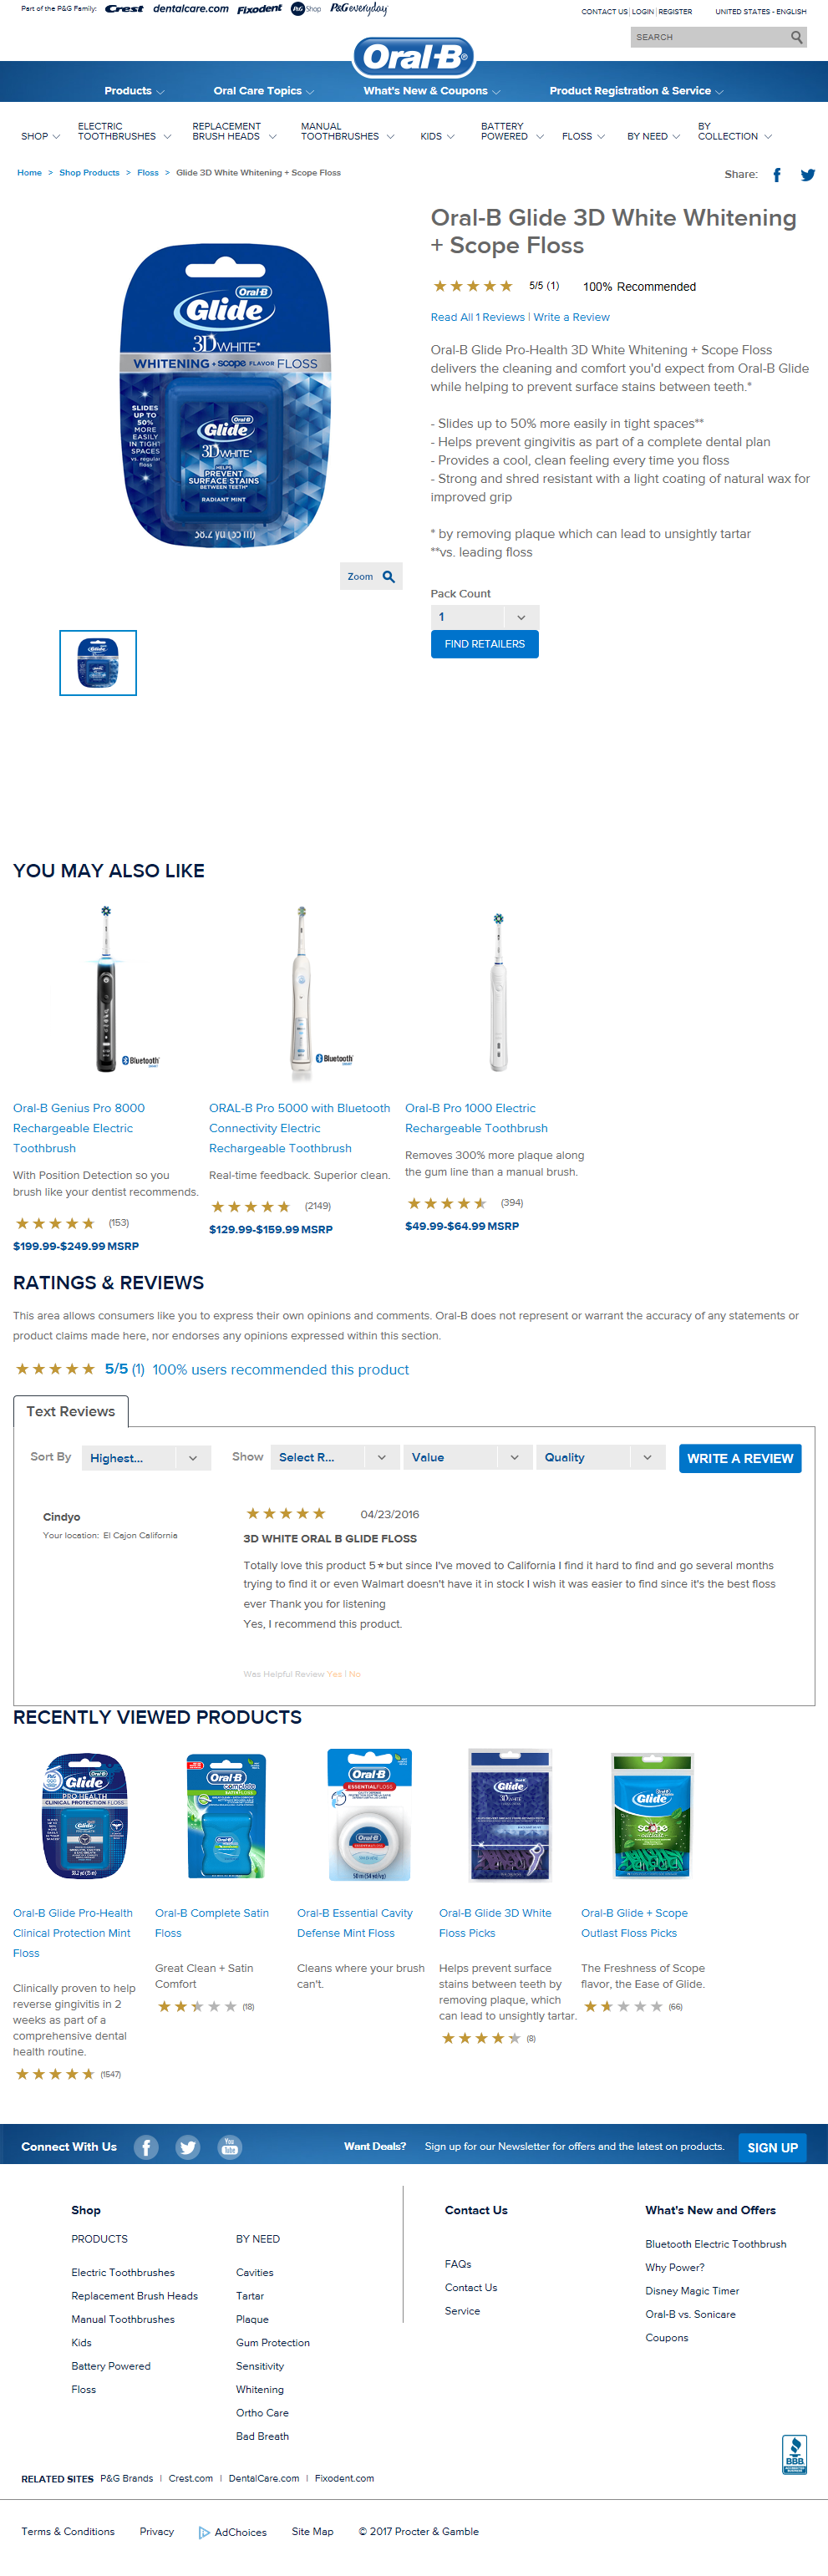 Part of the P&G Family: Crest dentalcare.com Fixodent P&G Shop P&G everyday
CONTACT US | LOGIN | REGISTER UNITED STATES - ENGLISH
SEARCH
Oral-B
Products Oral Care Topics What's New & Coupons Product Registration & Service
SHOP ELECTRIC TOOTHBRUSHES REPLACEMENT BRUSH HEADS MANUAL TOOTHBRUSHES KIDS BATTERY POWERED FLOSS BY NEED BY COLLECTION
Home > Shop Products > Floss > Glide 3D White Whitening + Scope Floss
Share:
Oral-B Glide 3D White Whitening
+ Scope Floss
5/5 (1) 100% Recommended
Read All 1 Reviews | Write a Review
Oral-B Glide Pro-Health 3D White Whitening + Scope Floss
delivers the cleaning and comfort you'd expect from Oral-B Glide
while helping to prevent surface stains between teeth.*
- Slides up to 50% more easily in tight spaces**
- Helps prevent gingivitis as part of a complete dental plan
- Provides a cool, clean feeling every time you floss
- Strong and shred resistant with a light coating of natural wax for
improved grip
* by removing plaque which can lead to unsightly tartar
**vs. leading floss
Pack Count
1
FIND RETAILERS
Oral-B
Glide
3D WHITE*
WHITENING + scope FLAVOR FLOSS
SLIDES
UP TO
50%
MORE
EASILY
IN TIGHT
SPACES
vs. regular
floss
Oral-B
Glide
3D WHITE*
HELPS
PREVENT
SURFACE STAINS
BETWEEN TEETH*
RADIANT MINT
38.2 yd (35 m)
Zoom
YOU MAY ALSO LIKE
Bluetooth
Bluetooth
Oral-B Genius Pro 8000
Rechargeable Electric
Toothbrush
With Position Detection so you
brush like your dentist recommends.
(153)
$199.99-$249.99 MSRP
ORAL-B Pro 5000 with Bluetooth
Connectivity Electric
Rechargeable Toothbrush
Real-time feedback. Superior clean.
(2149)
$129.99-$159.99 MSRP
Oral-B Pro 1000 Electric
Rechargeable Toothbrush
Removes 300% more plaque along
the gum line than a manual brush.
(394)
$49.99-$64.99 MSRP
RATINGS & REVIEWS
This area allows consumers like you to express their own opinions and comments. Oral-B does not represent or warrant the accuracy of any statements or
product claims made here, nor endorses any opinions expressed within this section.
5/5 (1) 100% users recommended this product
Text Reviews
Sort By Highest... Show Select R... Value Quality WRITE A REVIEW
Cindyo
Your location: El Cajon California
04/23/2016
3D WHITE ORAL B GLIDE FLOSS
Totally love this product 5⭐but since I've moved to California I find it hard to find and go several months
trying to find it or even Walmart doesn't have it in stock I wish it was easier to find since it's the best floss
ever Thank you for listening
Yes, I recommend this product.
Was Helpful Review Yes | No
RECENTLY VIEWED PRODUCTS
Oral-B
Glide
PRO-HEALTH
CLINICAL PROTECTION FLOSS
Oral-B
complete
SATINFLOSS
Oral-B
ESSENTIALFLOSS
Oral-B
Glide
3D WHITE
Glide
scope
outlast
Oral-B Glide Pro-Health
Clinical Protection Mint
Floss
Clinically proven to help
reverse gingivitis in 2
weeks as part of a
comprehensive dental
health routine.
(1547)
Oral-B Complete Satin
Floss
Great Clean + Satin
Comfort
(18)
Oral-B Essential Cavity
Defense Mint Floss
Cleans where your brush
can't.
Oral-B Glide 3D White
Floss Picks
Helps prevent surface
stains between teeth by
removing plaque, which
can lead to unsightly tartar.
(8)
Oral-B Glide + Scope
Outlast Floss Picks
The Freshness of Scope
flavor, the Ease of Glide.
(66)
Connect With Us You Tube Want Deals? Sign up for our Newsletter for offers and the latest on products. SIGN UP
Shop
PRODUCTS
Electric Toothbrushes
Replacement Brush Heads
Manual Toothbrushes
Kids
Battery Powered
Floss
BY NEED
Cavities
Tartar
Plaque
Gum Protection
Sensitivity
Whitening
Ortho Care
Bad Breath
Contact Us
FAQs
Contact Us
Service
What's New and Offers
Bluetooth Electric Toothbrush
Why Power?
Disney Magic Timer
Oral-B vs. Sonicare
Coupons
BBB
RELATED SITES P&G Brands | Crest.com | DentalCare.com | Fixodent.com
Terms & Conditions Privacy AdChoices Site Map © 2017 Procter & Gamble